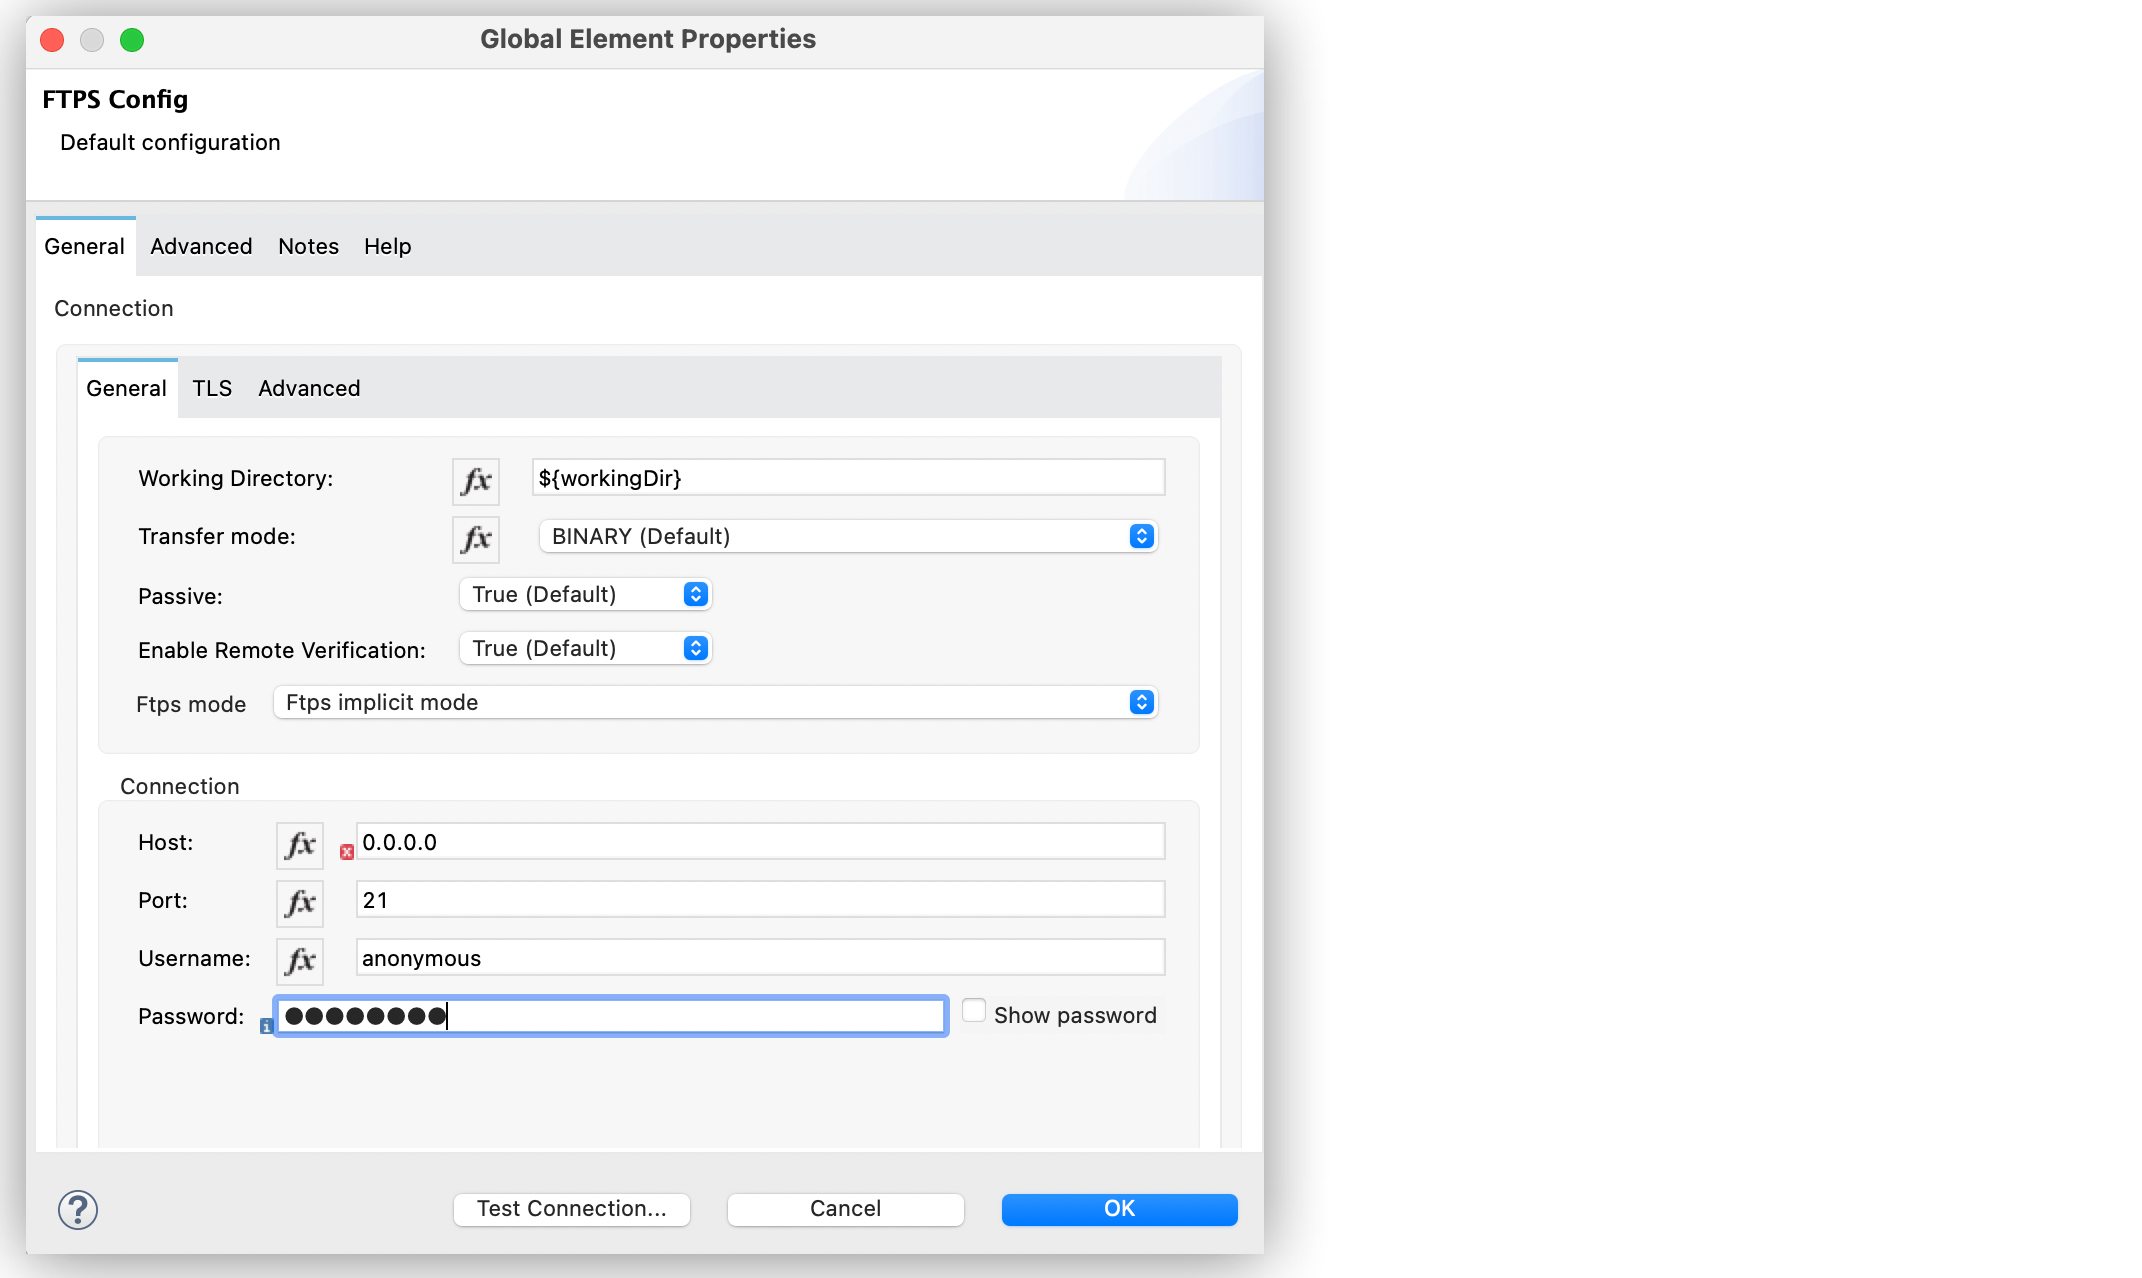 Global Element Properties
FTPS Config
Default configuration
General Advanced Notes Help
Connection
General TLS Advanced
Working Directory: fx ${workingDir}
Transfer mode: fx BINARY (Default)
Passive: True (Default)
Enable Remote Verification: True (Default)
Ftps mode Ftps implicit mode
Connection
Host: fx 0.0.0.0
Port: fx 21
Username: fx anonymous
Password: ●●●●●●●● Show password
? Test Connection... Cancel OK